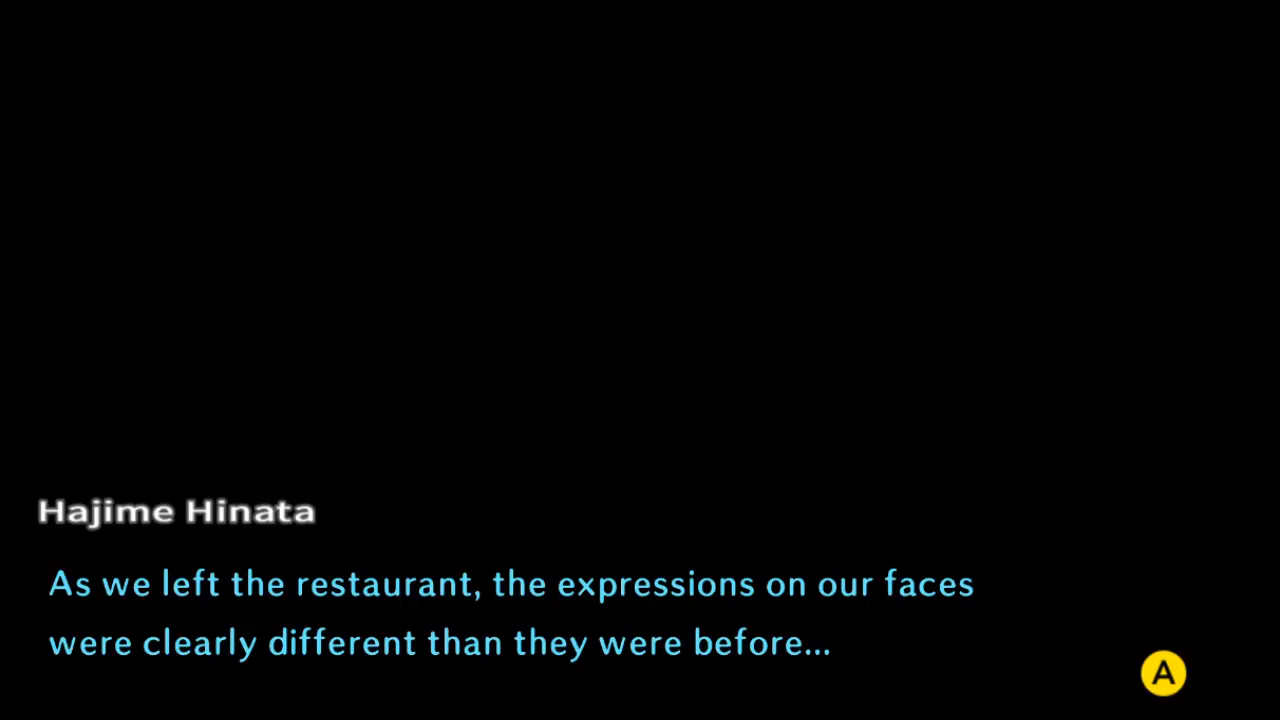 Hajime Hinata
As we left the restaurant, the expressions on our faces
were clearly different than they were before...
A